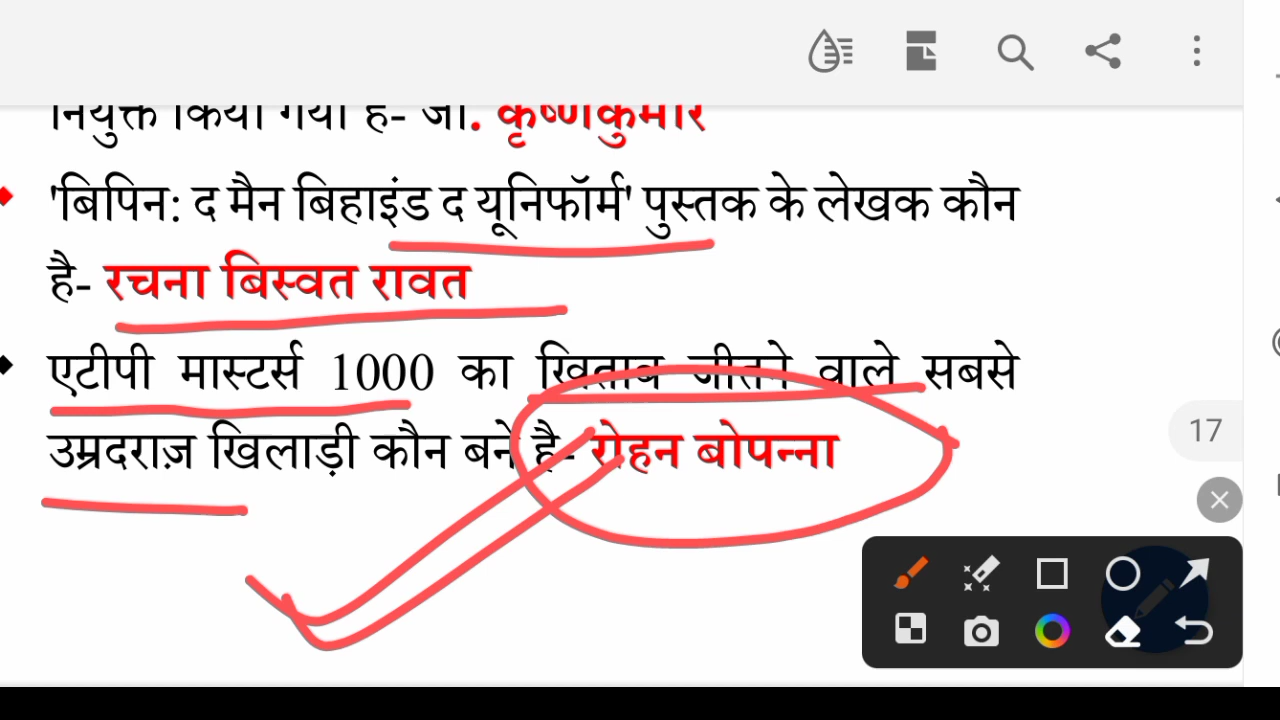 नियुक्त किया गया है- जी. कृष्णकुमार
'बिपिन: द मैन बिहाइंड द यूनिफॉर्म' पुस्तक के लेखक कौन
है- रचना बिस्वत रावत
एटीपी मास्टर्स 1000 का खिताब जीतने वाले सबसे
उम्रदराज़ खिलाड़ी कौन बने है- रोहन बोपन्ना
17